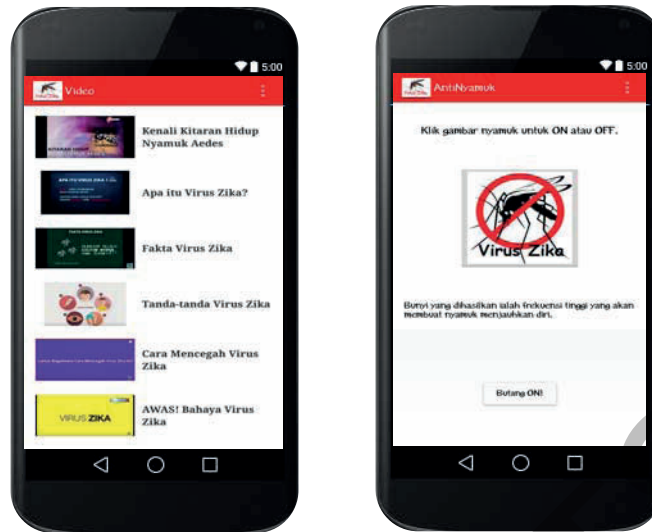 5:00
Video
Kenali Kitaran Hidup
Nyamuk Aedes
Apa itu Virus Zika?
Fakta Virus Zika
Tanda-tanda Virus Zika
Cara Mencegah Virus
Zika
VIRUS ZIKA
AWAS! Bahaya Virus
Zika
5:00
AntiNyamuk
Klik gambar nyamuk untuk ON atau OFF.
Virus Zika
Bunyi yang dihasilkan ialah frekuensi tinggi yang akan
membuat nyamuk menjauhkan diri.
Butang ON!